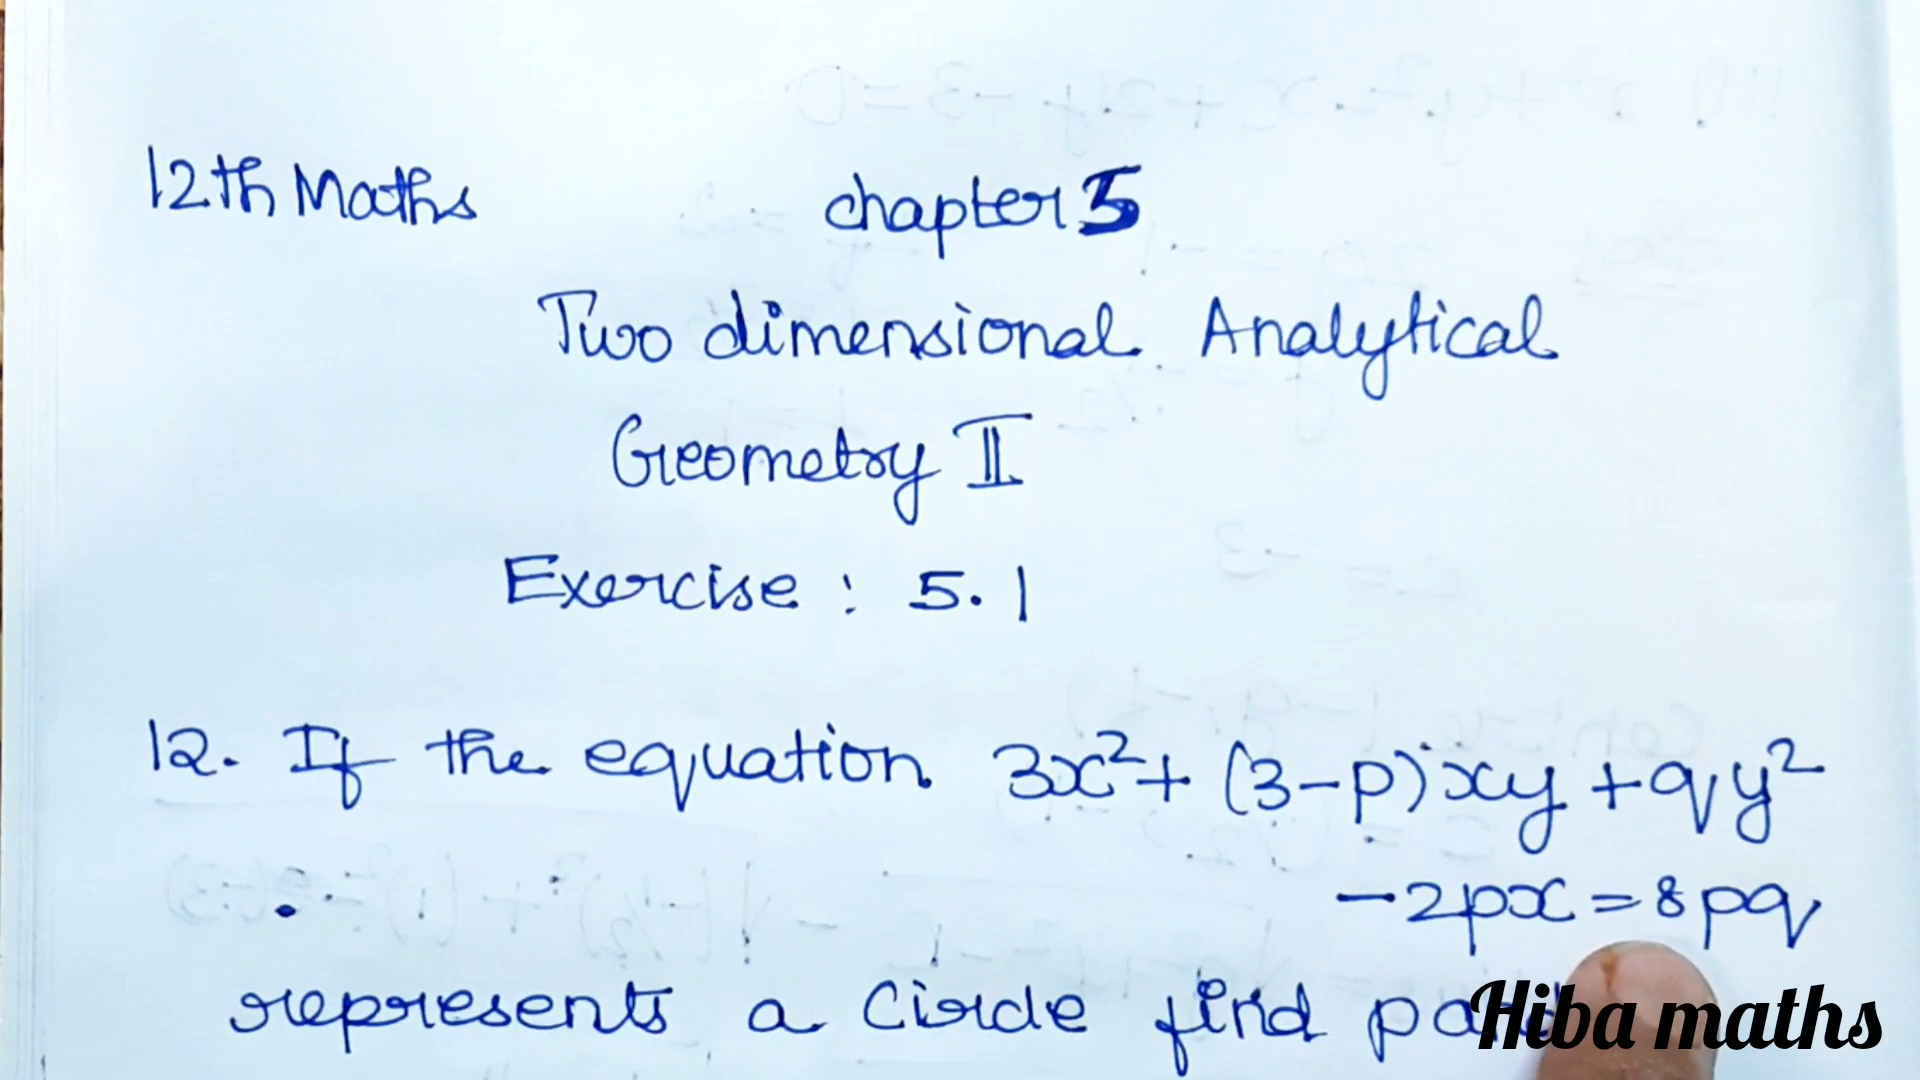 12th Maths chapter 5
Two dimensional Analytical
Geometry II
Exercise : 5.1
12. If the equation 3x²+ (3-p)xy +qy²
-2px=8pq
represents a Circle find p
Hiba maths